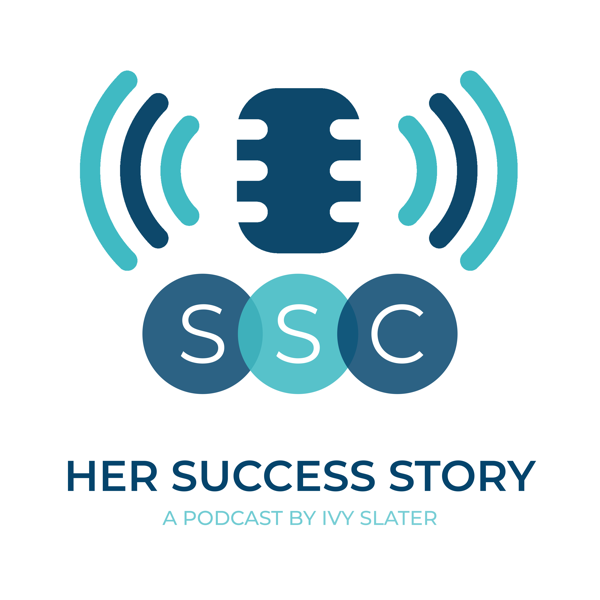 SSC
HER SUCCESS STORY
A PODCAST BY IVY SLATER